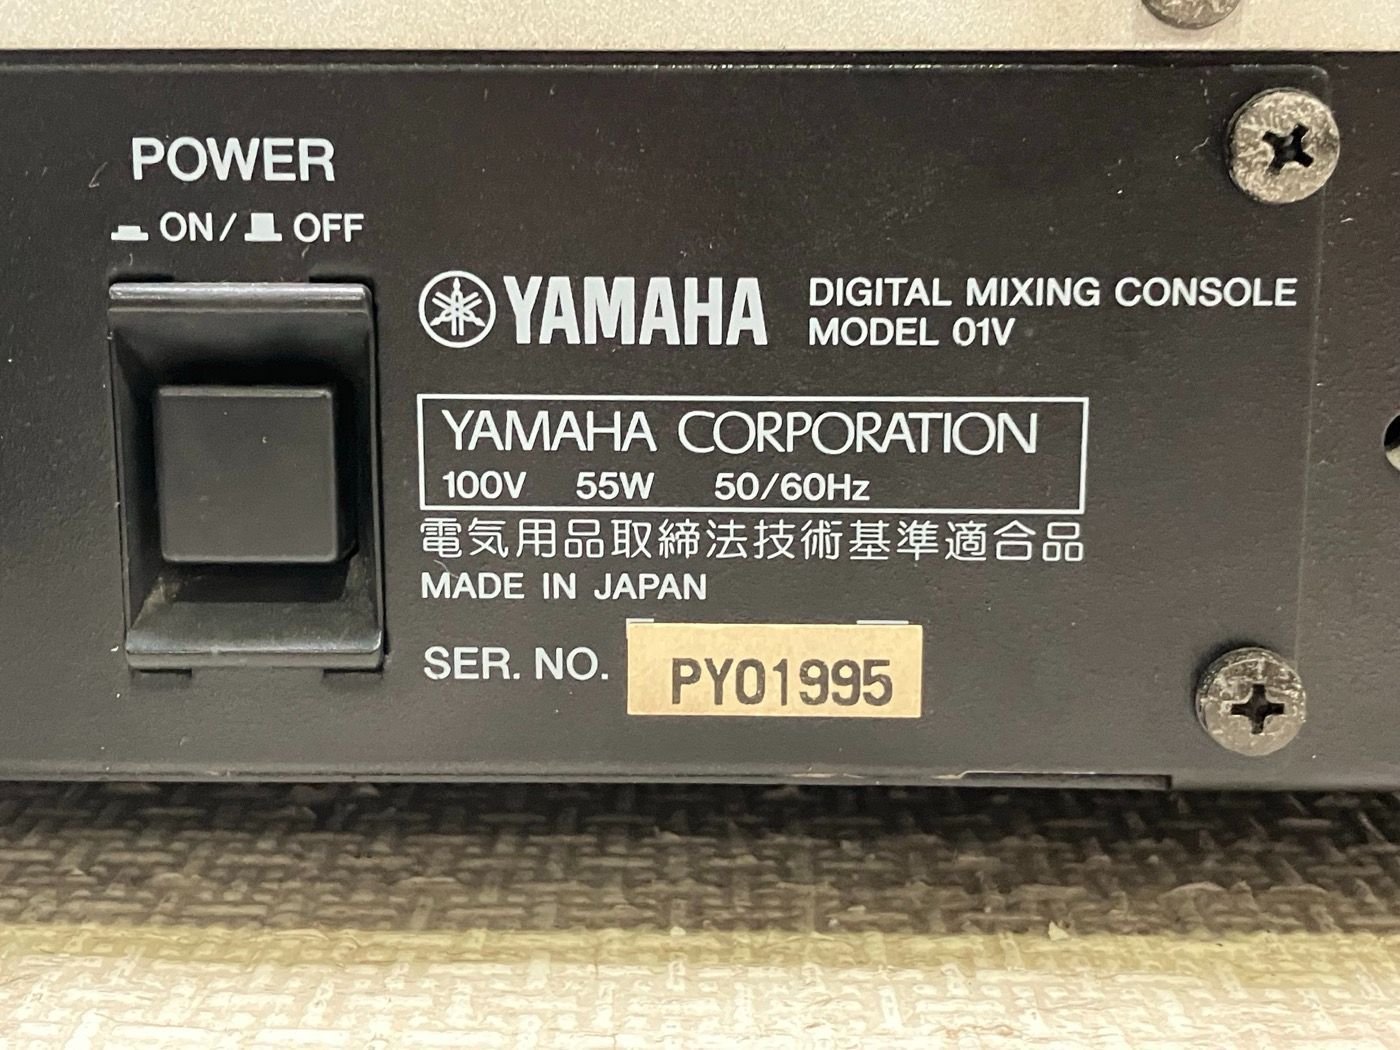 POWER
ON/ OFF
YAMAHA
DIGITAL MIXING CONSOLE
MODEL 01V
YAMAHA CORPORATION
100V 55W 50/60Hz
電気用品取締法技術基準適合品
MADE IN JAPAN
SER. NO. PY01995